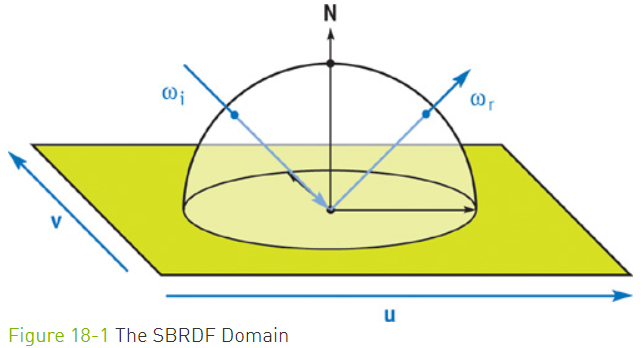 N
ωi
ωr
v
u
Figure 18-1 The SBRDF Domain